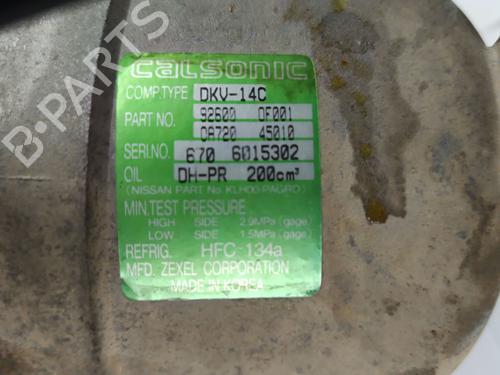 calsonic
COMP.TYPE DKV-14C
PART NO. 92600 0F001
0A720 45010
SERI.NO. 670 6015302
OIL DH-PR 200cm³
(NISSAN PART No KLH00-PAGR0)
MIN.TEST PRESSURE
HIGH SIDE 2.9MPa (gage)
LOW SIDE 1.5MPa (gage)
REFRIG. HFC-134a
MFD. ZEXEL CORPORATION
MADE IN KOREA